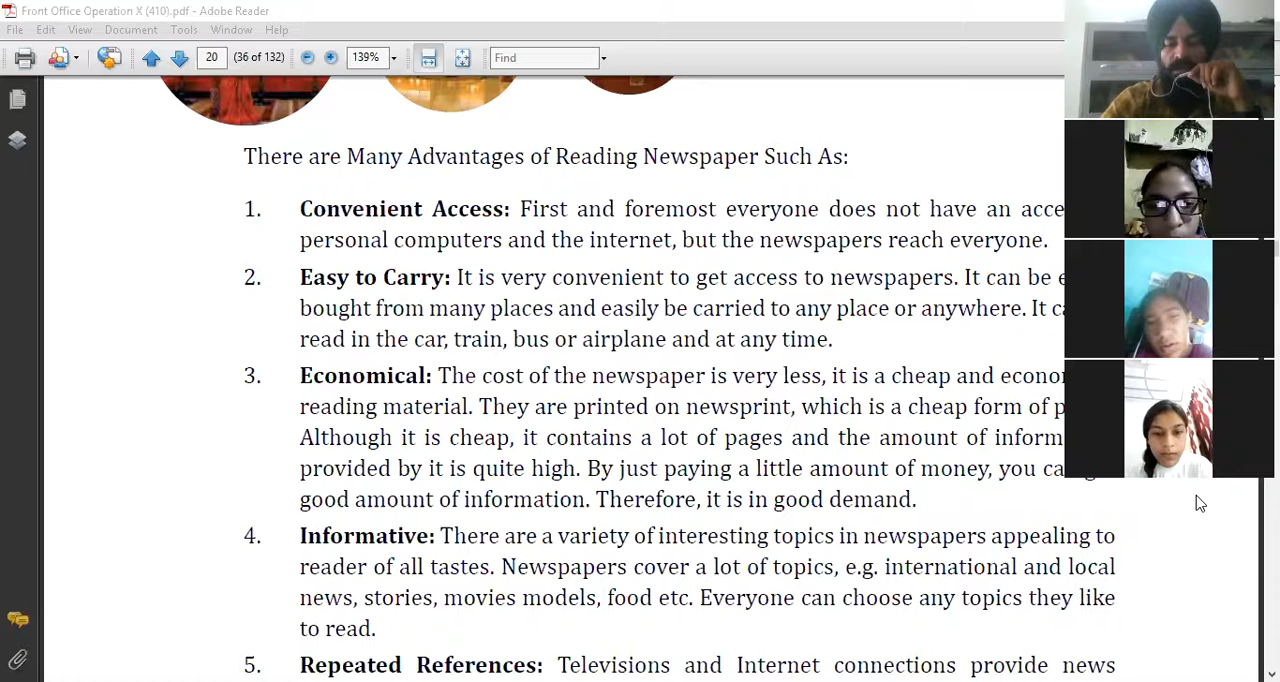 Front Office Operation X (410).pdf - Adobe Reader
File Edit View Document Tools Window Help
20 (36 of 132) 139% Find
There are Many Advantages of Reading Newspaper Such As:
1. Convenient Access: First and foremost everyone does not have an acce
personal computers and the internet, but the newspapers reach everyone.
2. Easy to Carry: It is very convenient to get access to newspapers. It can be e
bought from many places and easily be carried to any place or anywhere. It ca
read in the car, train, bus or airplane and at any time.
3. Economical: The cost of the newspaper is very less, it is a cheap and econo
reading material. They are printed on newsprint, which is a cheap form of p
Although it is cheap, it contains a lot of pages and the amount of inform
provided by it is quite high. By just paying a little amount of money, you ca
good amount of information. Therefore, it is in good demand.
4. Informative: There are a variety of interesting topics in newspapers appealing to
reader of all tastes. Newspapers cover a lot of topics, e.g. international and local
news, stories, movies models, food etc. Everyone can choose any topics they like
to read.
5. Repeated References: Televisions and Internet connections provide news